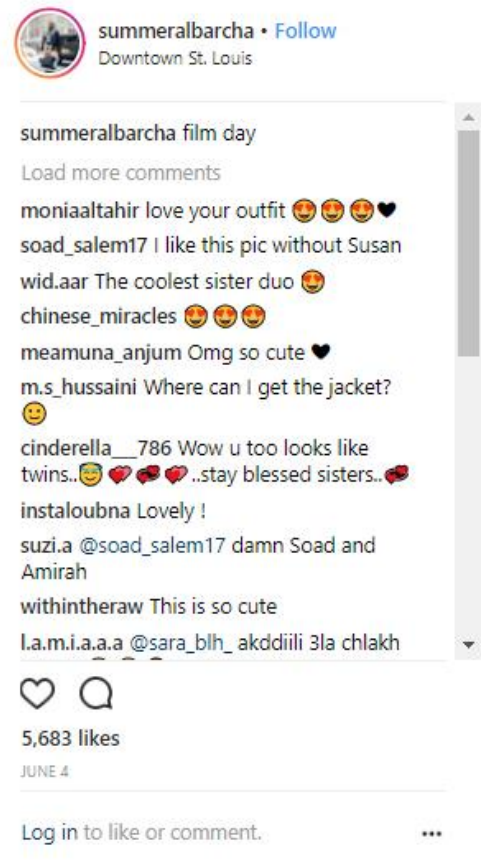 summeralbarcha • Follow
Downtown St. Louis
summeralbarcha film day
Load more comments
moniaaltahir love your outfit 😍😍😍🖤
soad_salem17 I like this pic without Susan
wid.aar The coolest sister duo 😍
chinese_miracles 😍😍😍
meamuna_anjum Omg so cute 🖤
m.s_hussaini Where can I get the jacket?
🙂
cinderella__786 Wow u too looks like
twins..😇💕💞💕..stay blessed sisters..💞
instaloubna Lovely !
suzi.a @soad_salem17 damn Soad and
Amirah
withintheraw This is so cute
l.a.m.i.a.a.a @sara_blh_ akddiili 3la chlakh
5,683 likes
JUNE 4
Log in to like or comment.